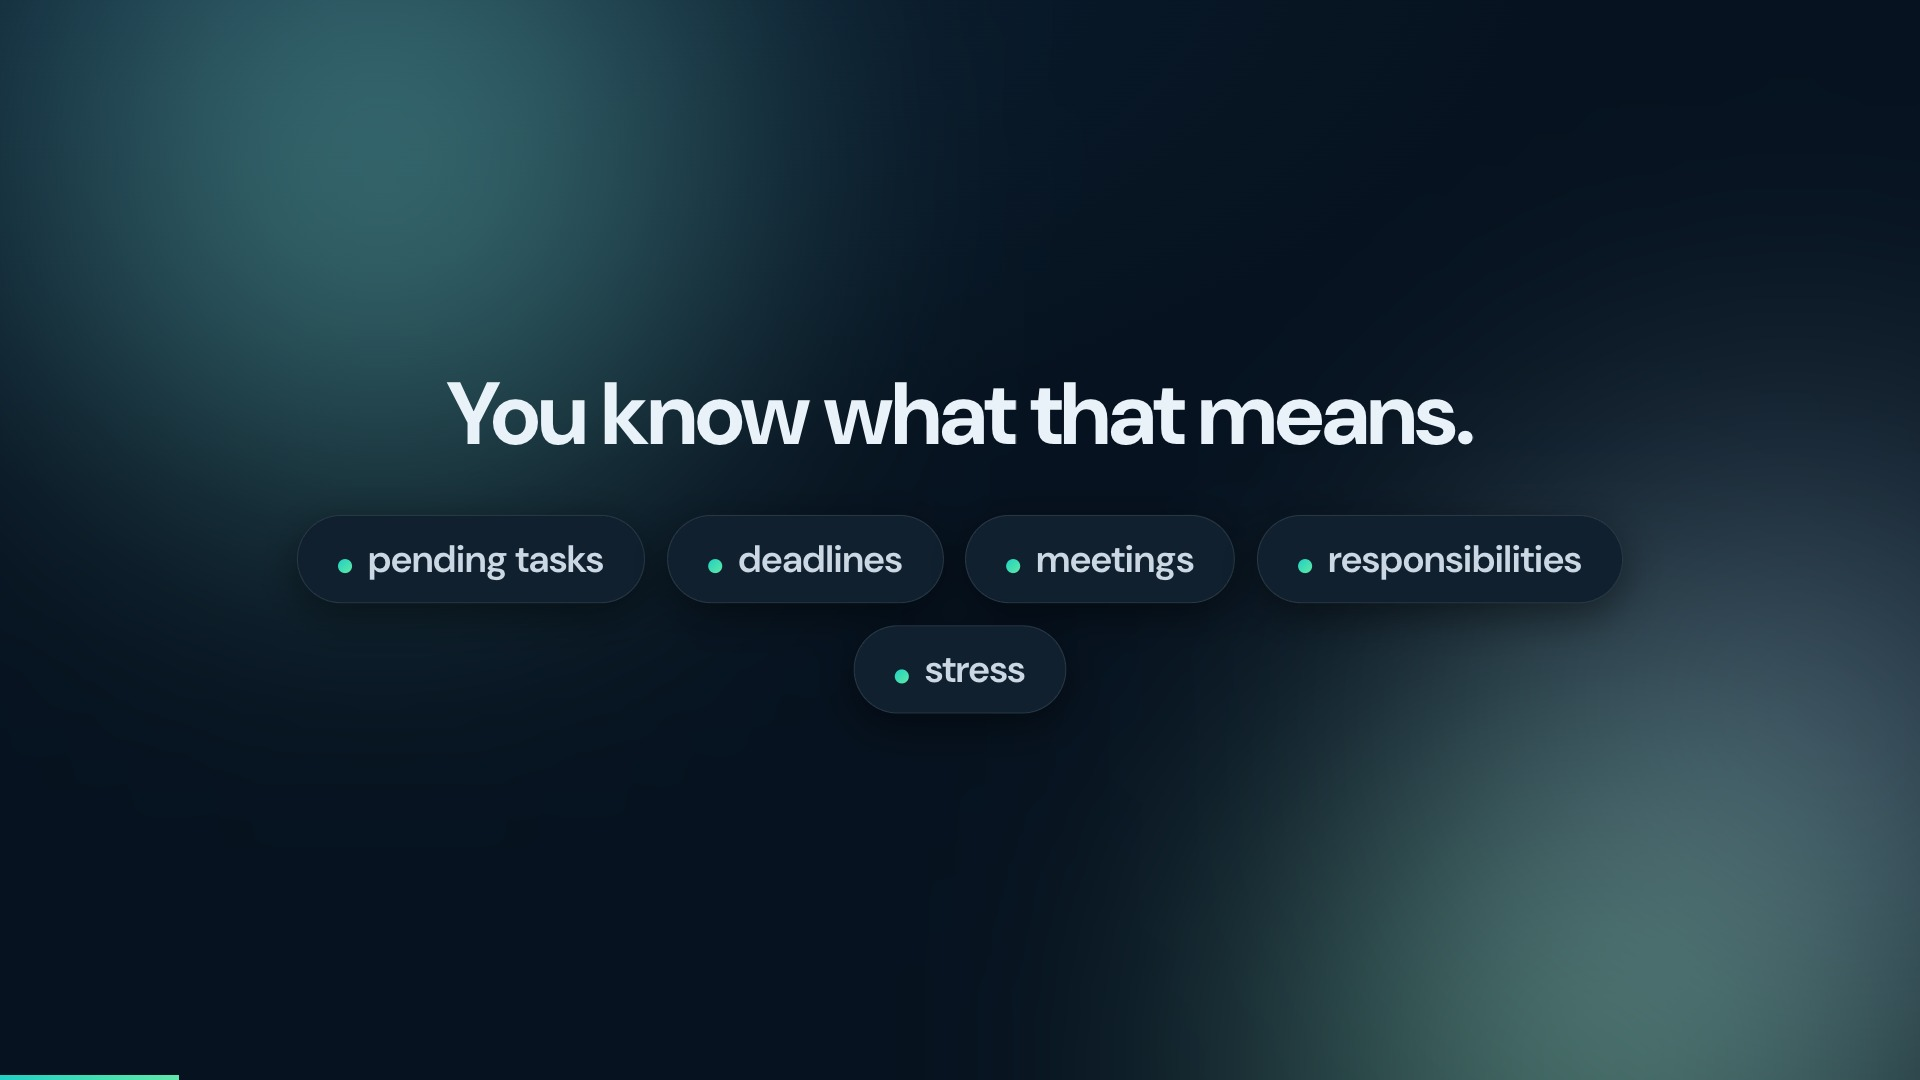 You know what that means.
pending tasks
deadlines
meetings
responsibilities
stress